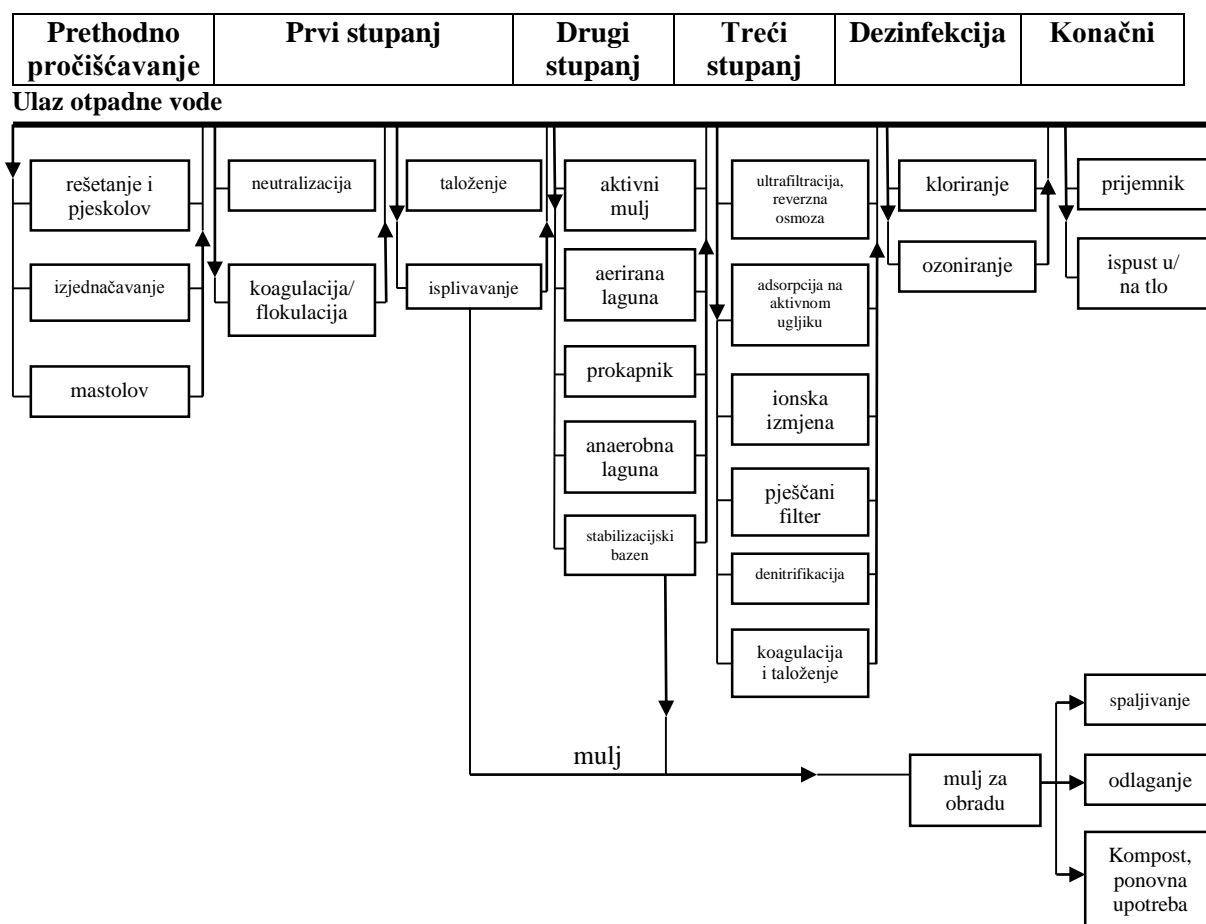 Prethodno
pročišćavanje
Prvi stupanj
Drugi
stupanj
Treći
stupanj
Dezinfekcija
Konačni
Ulaz otpadne vode
rešetanje i
pjeskolov
izjednačavanje
mastolov
neutralizacija
koagulacija/
flokulacija
taloženje
isplivavanje
aktivni
mulj
aerirana
laguna
prokapnik
anaerobna
laguna
stabilizacijski
bazen
ultrafiltracija,
reverzna
osmoza
adsorpcija na
aktivnom
ugljiku
ionska
izmjena
pješčani
filter
denitrifikacija
koagulacija
i taloženje
kloriranje
ozoniranje
prijemnik
ispust u/
na tlo
mulj
mulj za
obradu
spaljivanje
odlaganje
Kompost,
ponovna
upotreba